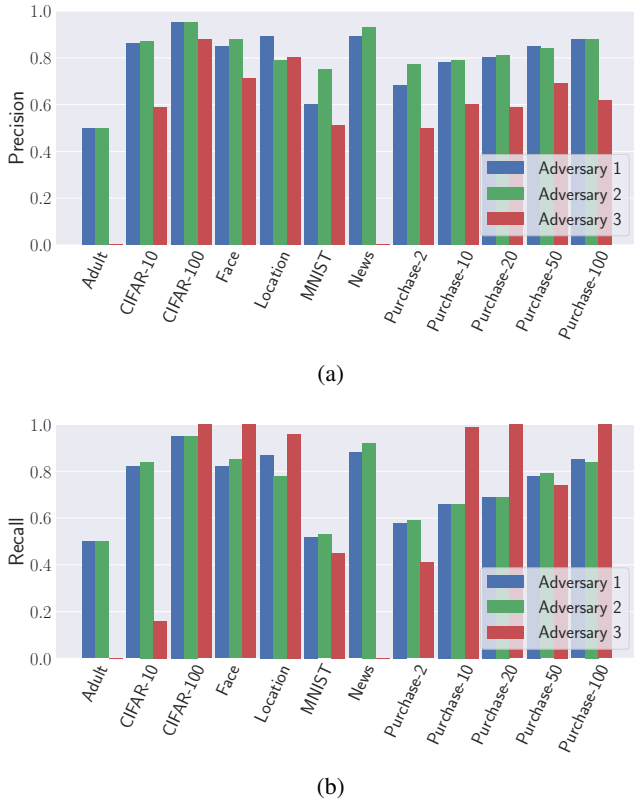 1.0
0.8
0.6
0.4
0.2
0.0
Precision
Adversary 1
Adversary 2
Adversary 3
Adult
CIFAR-10
CIFAR-100
Face
Location
MNIST
News
Purchase-2
Purchase-10
Purchase-20
Purchase-50
Purchase-100
(a)
1.0
0.8
0.6
0.4
0.2
0.0
Recall
Adversary 1
Adversary 2
Adversary 3
Adult
CIFAR-10
CIFAR-100
Face
Location
MNIST
News
Purchase-2
Purchase-10
Purchase-20
Purchase-50
Purchase-100
(b)